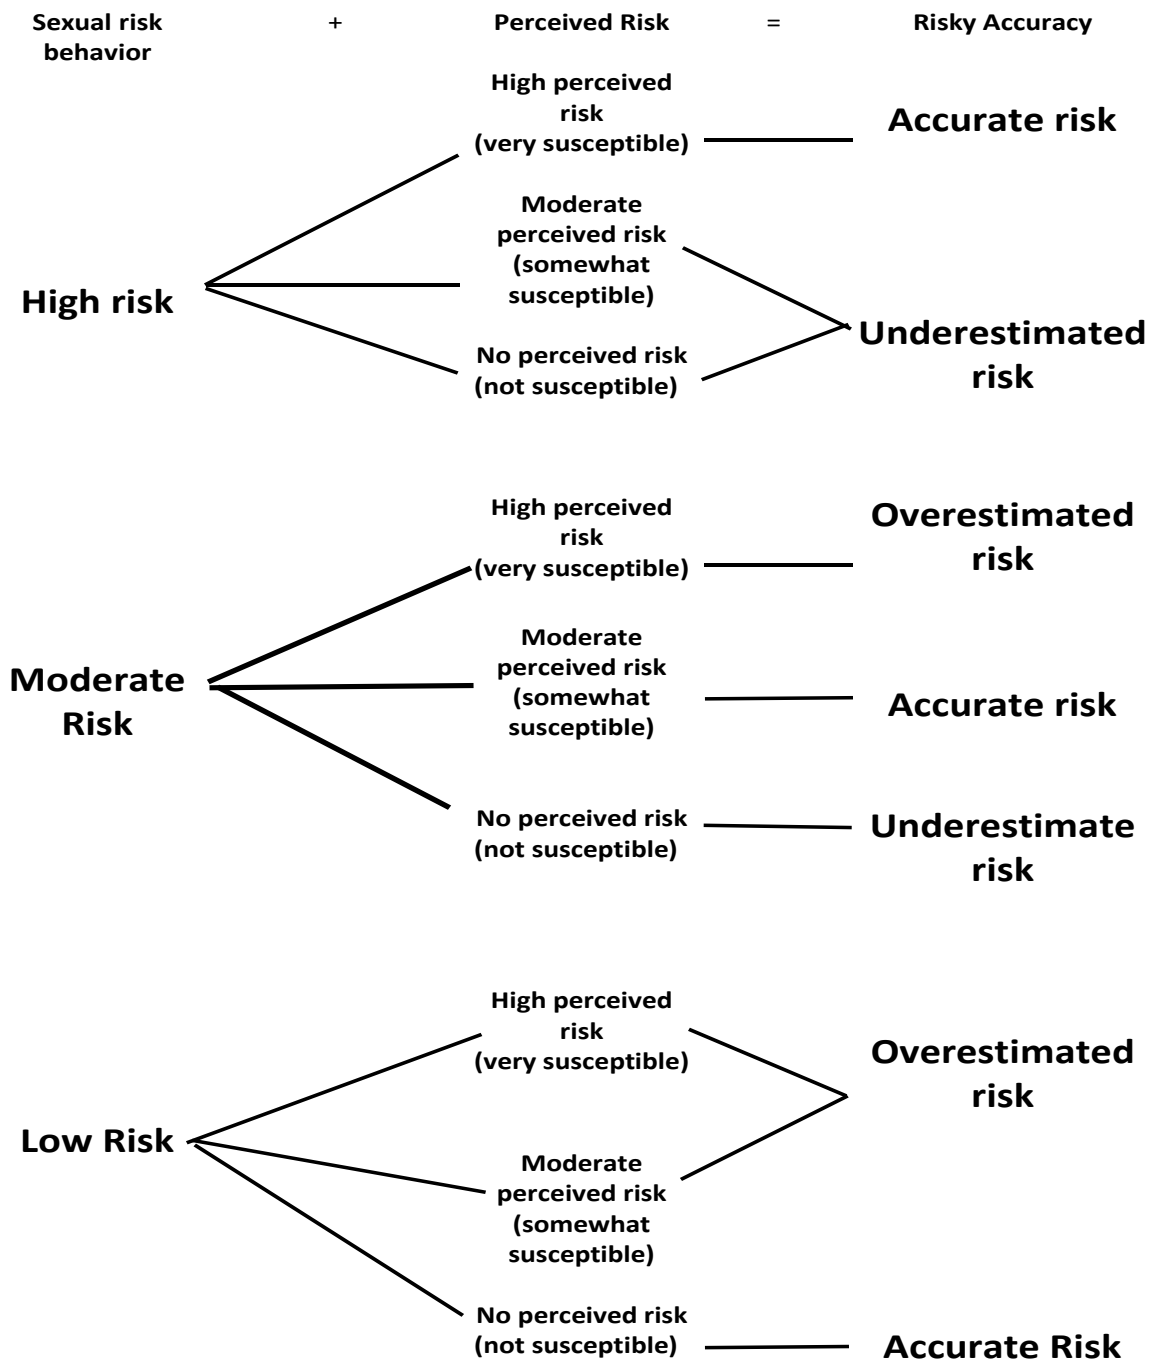 Sexual risk + Perceived Risk = Risky Accuracy
behavior
High perceived
risk
(very susceptible)
Accurate risk
Moderate
perceived risk
(somewhat
susceptible)
High risk
No perceived risk
(not susceptible)
Underestimated
risk
High perceived
risk
(very susceptible)
Overestimated
risk
Moderate
Risk
Moderate
perceived risk
(somewhat
susceptible)
Accurate risk
No perceived risk
(not susceptible)
Underestimate
risk
High perceived
risk
(very susceptible)
Overestimated
risk
Low Risk
Moderate
perceived risk
(somewhat
susceptible)
No perceived risk
(not susceptible)
Accurate Risk